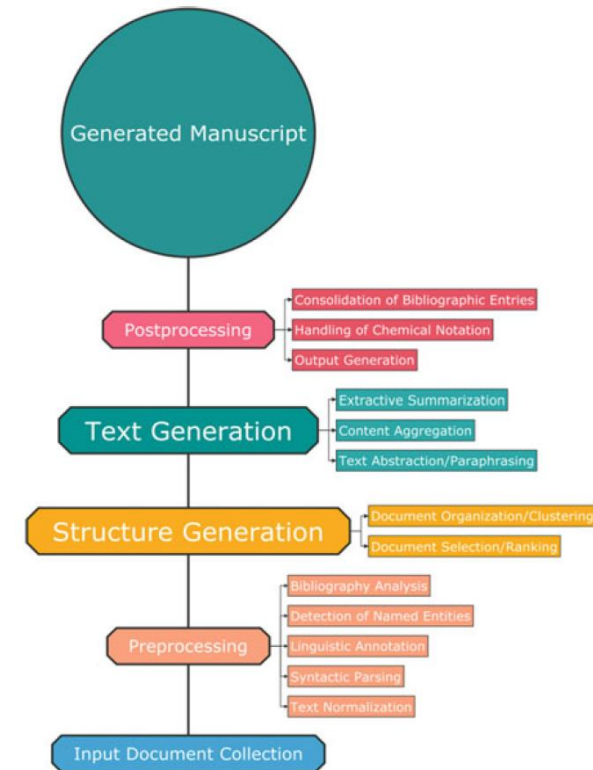 Generated Manuscript
Postprocessing
Consolidation of Bibliographic Entries
Handling of Chemical Notation
Output Generation
Text Generation
Extractive Summarization
Content Aggregation
Text Abstraction/Paraphrasing
Structure Generation
Document Organization/Clustering
Document Selection/Ranking
Preprocessing
Bibliography Analysis
Detection of Named Entities
Linguistic Annotation
Syntactic Parsing
Text Normalization
Input Document Collection